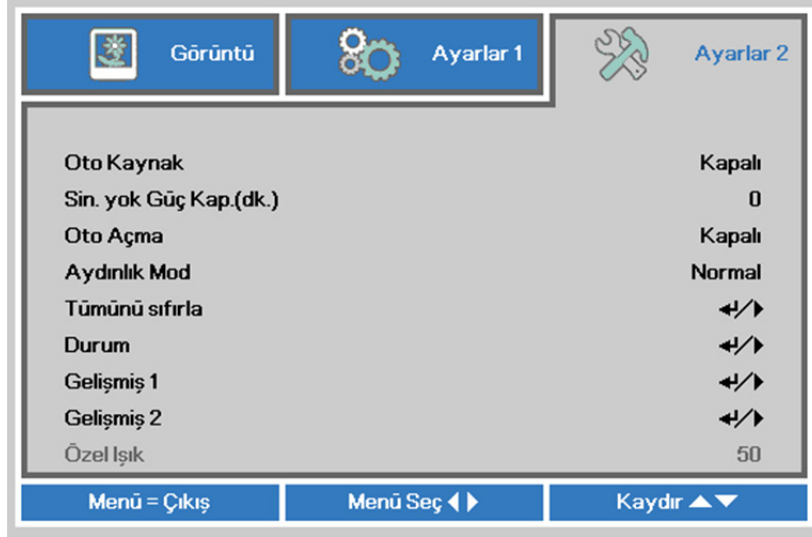 Görüntü Ayarlar 1 Ayarlar 2
Oto Kaynak Kapalı
Sin. yok Güç Kap.(dk.) 0
Oto Açma Kapalı
Aydınlık Mod Normal
Tümünü sıfırla ↵/▶
Durum ↵/▶
Gelişmiş 1 ↵/▶
Gelişmiş 2 ↵/▶
Özel Işık 50
Menü = Çıkış Menü Seç ◀▶ Kaydır ▲▼